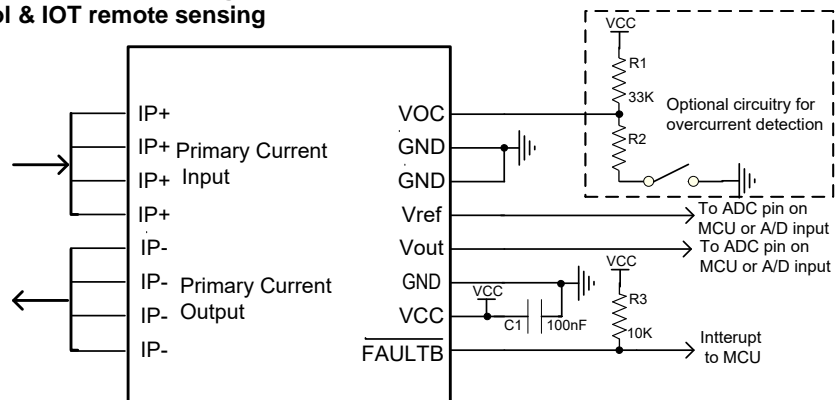 ol & IOT remote sensing
VCC
R1
33K
R2
Optional circuitry for
overcurrent detection
IP+
IP+
IP+
IP+
Primary Current
Input
IP-
IP-
IP-
IP-
Primary Current
Output
VOC
GND
GND
Vref
Vout
GND
VCC
FAULTB
To ADC pin on
MCU or A/D input
To ADC pin on
MCU or A/D input
VCC
C1
100nF
VCC
R3
10K
Intterupt
to MCU